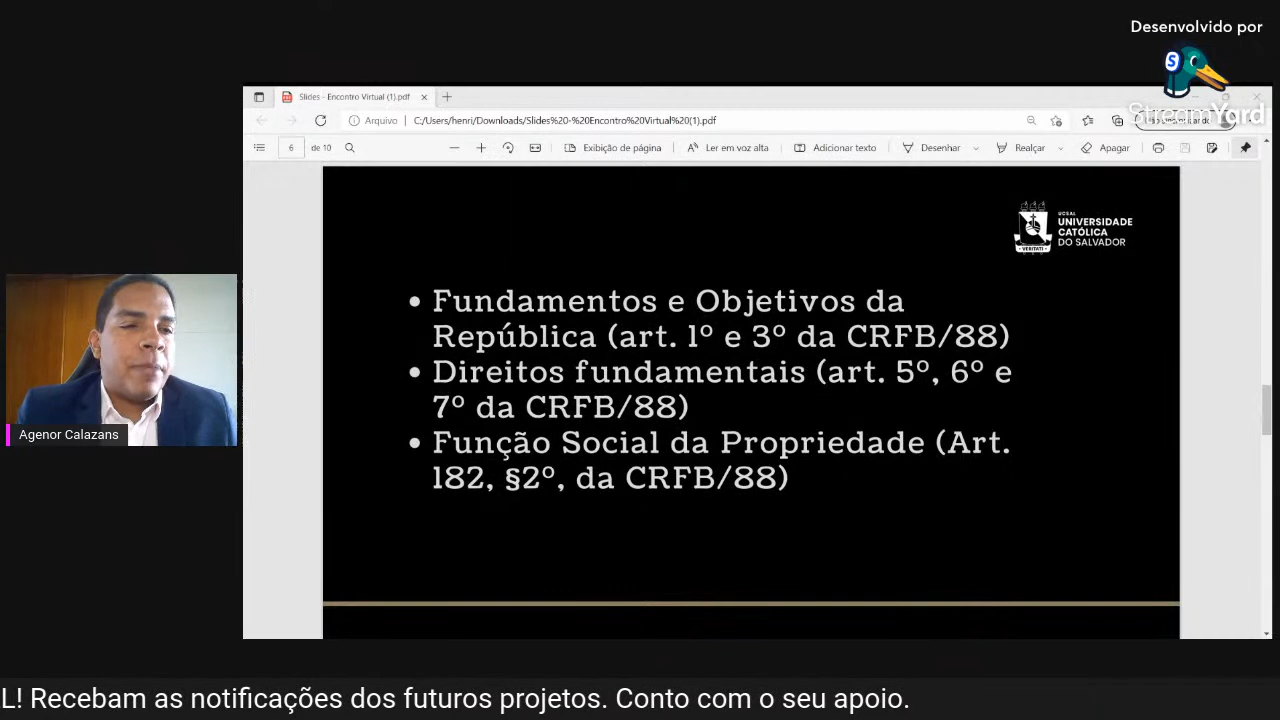 Desenvolvido por
StreamYard
Slides - Encontro Virtual (1).pdf
Arquivo
C:/Users/henri/Downloads/Slides%20-%20Encontro%20Virtual%20(1).pdf
6 de 10
Exibição de página
Ler em voz alta
Adicionar texto
Desenhar
Realçar
Apagar
UCSAL
UNIVERSIDADE
CATÓLICA
DO SALVADOR
VERITATI
• Fundamentos e Objetivos da
República (art. 1º e 3º da CRFB/88)
• Direitos fundamentais (art. 5º, 6º e
7º da CRFB/88)
• Função Social da Propriedade (Art.
182, §2º, da CRFB/88)
Agenor Calazans
L! Recebam as notificações dos futuros projetos. Conto com o seu apoio.